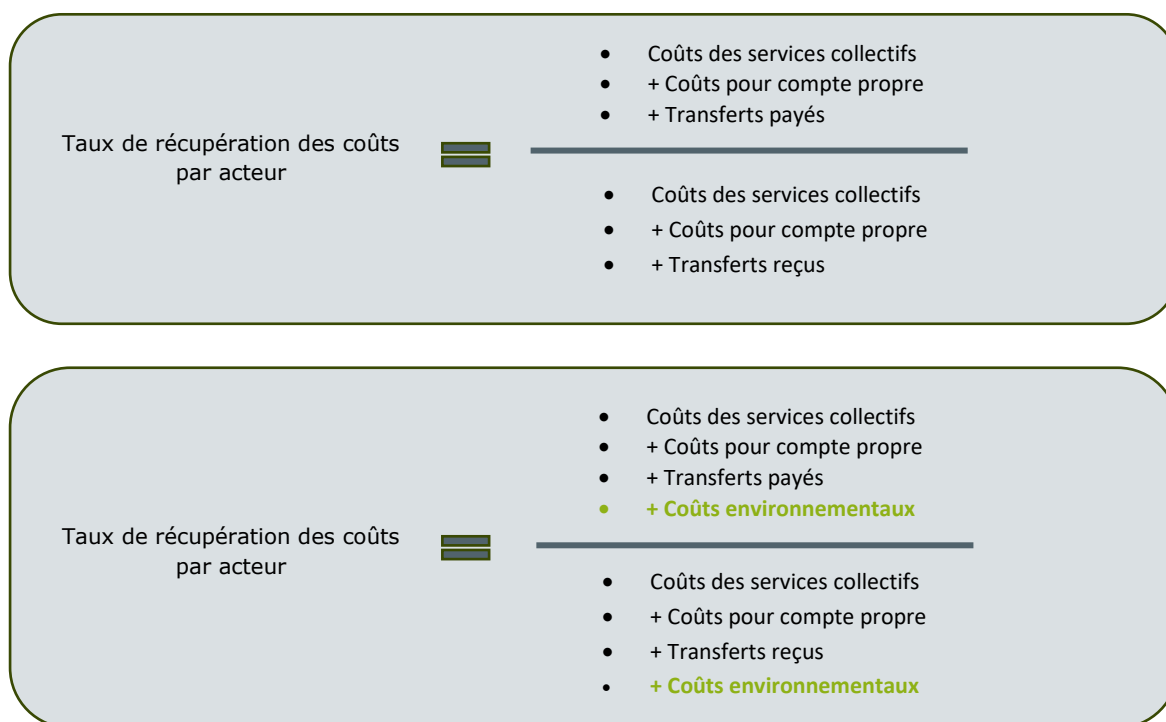 • Coûts des services collectifs
• + Coûts pour compte propre
• + Transferts payés
Taux de récupération des coûts
par acteur
• Coûts des services collectifs
• + Coûts pour compte propre
• + Transferts reçus
• Coûts des services collectifs
• + Coûts pour compte propre
• + Transferts payés
• + Coûts environnementaux
Taux de récupération des coûts
par acteur
• Coûts des services collectifs
• + Coûts pour compte propre
• + Transferts reçus
• + Coûts environnementaux